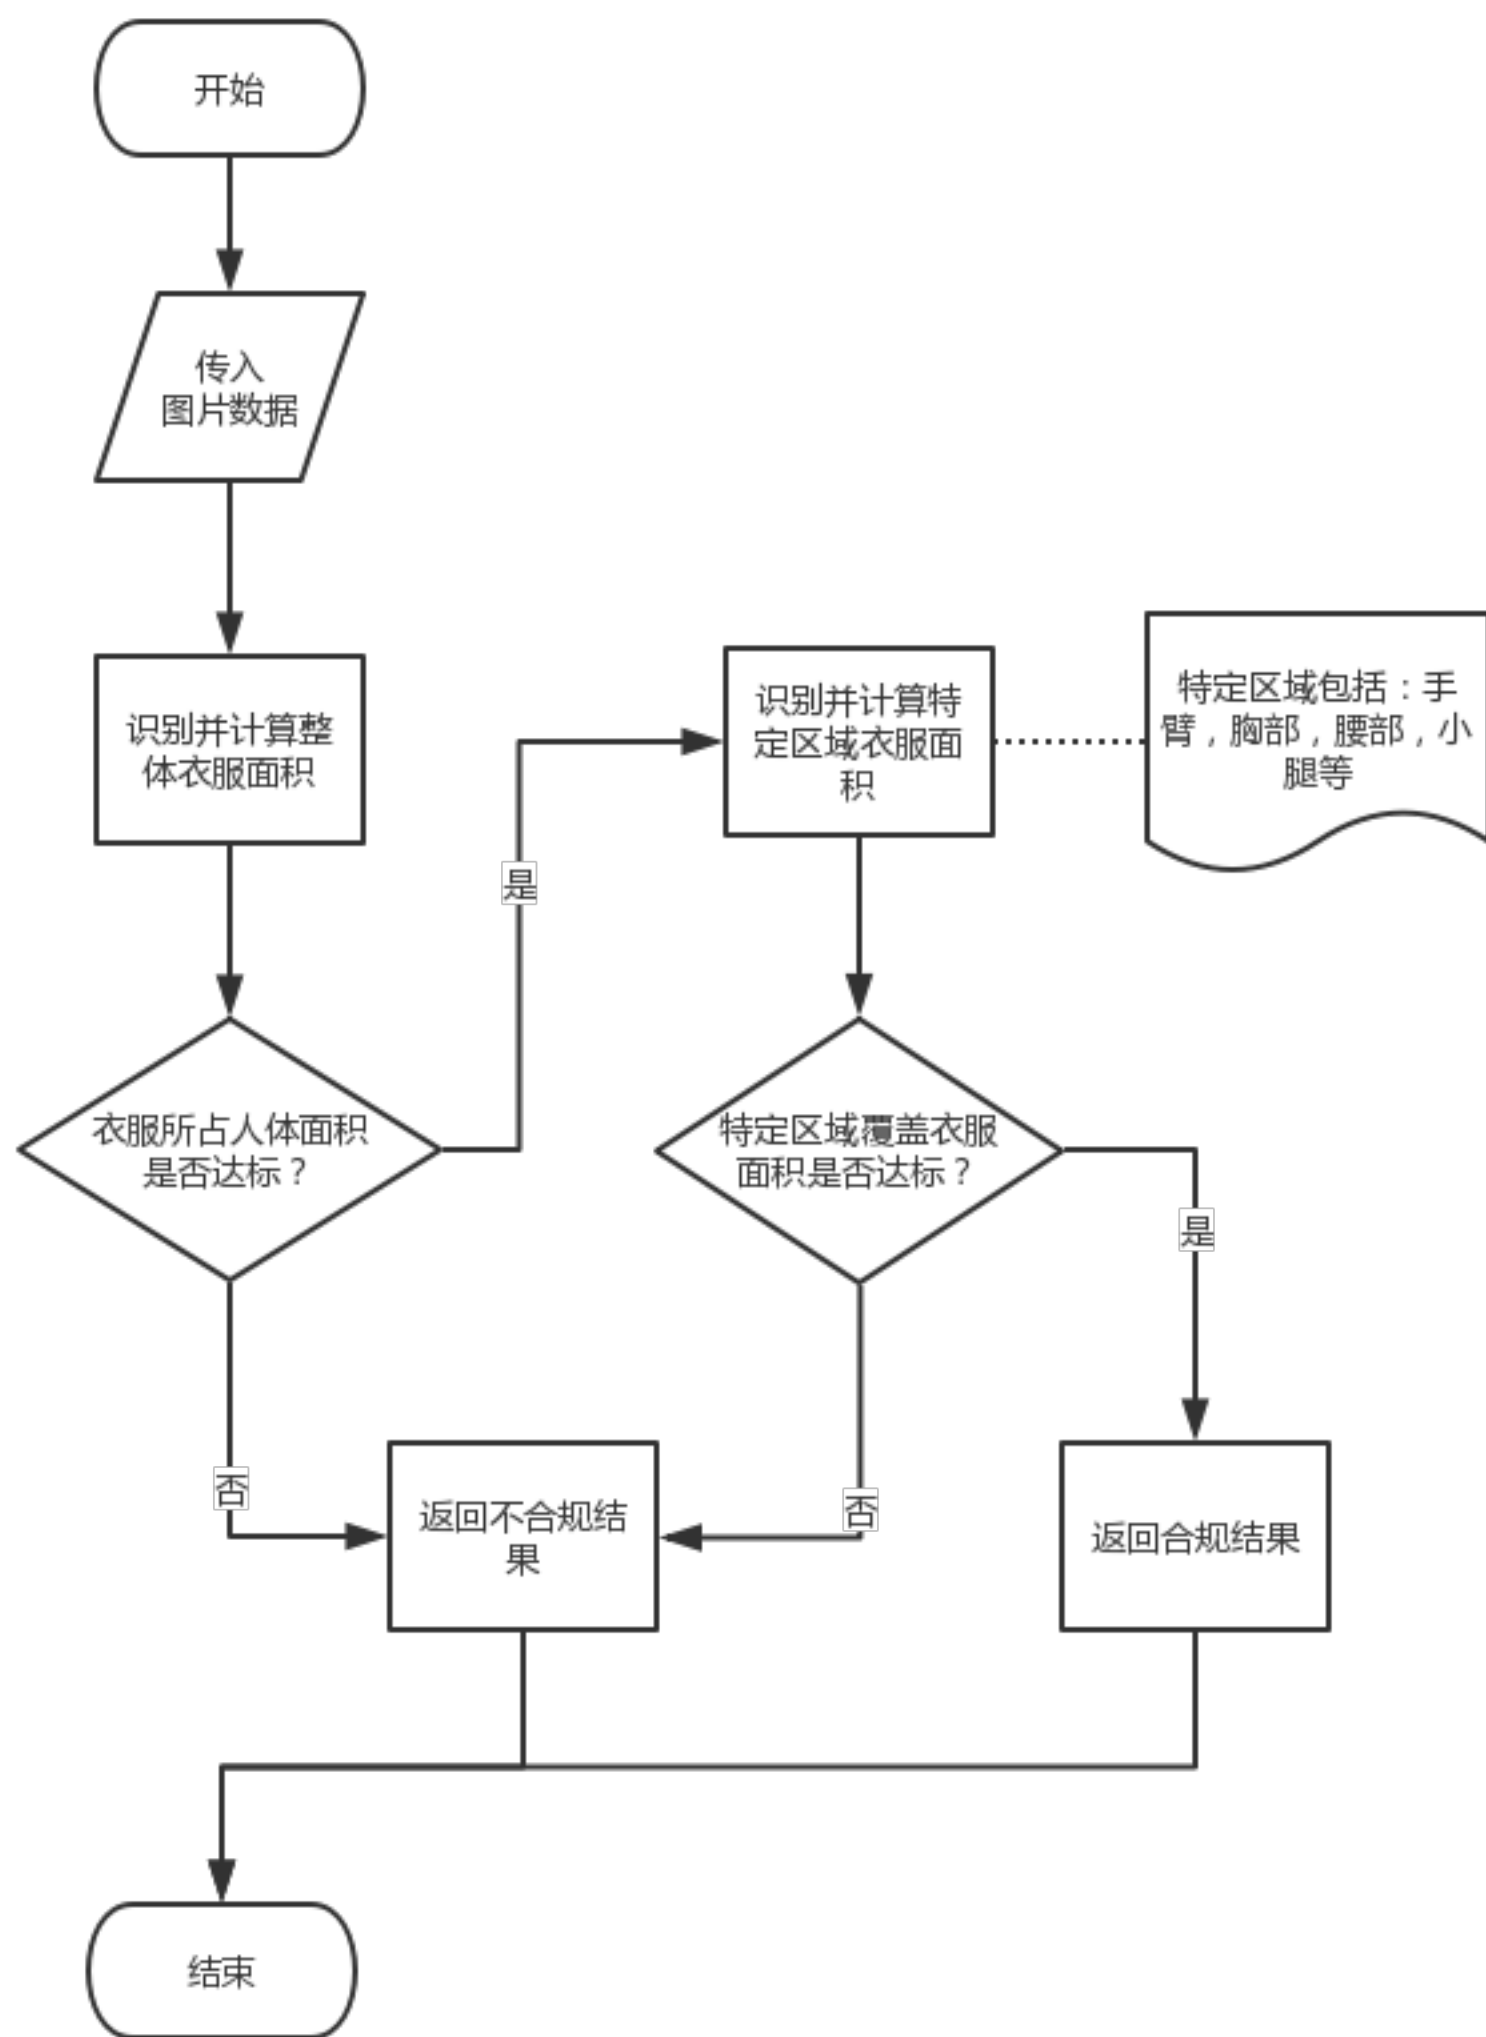 开始
传入
图片数据
识别并计算整
体衣服面积
衣服所占人体面积
是否达标？
是
否
识别并计算特
定区域衣服面
积
特定区域包括：手
臂，胸部，腰部，小
腿等
特定区域覆盖衣服
面积是否达标？
是
否
返回不合规结
果
返回合规结果
结束